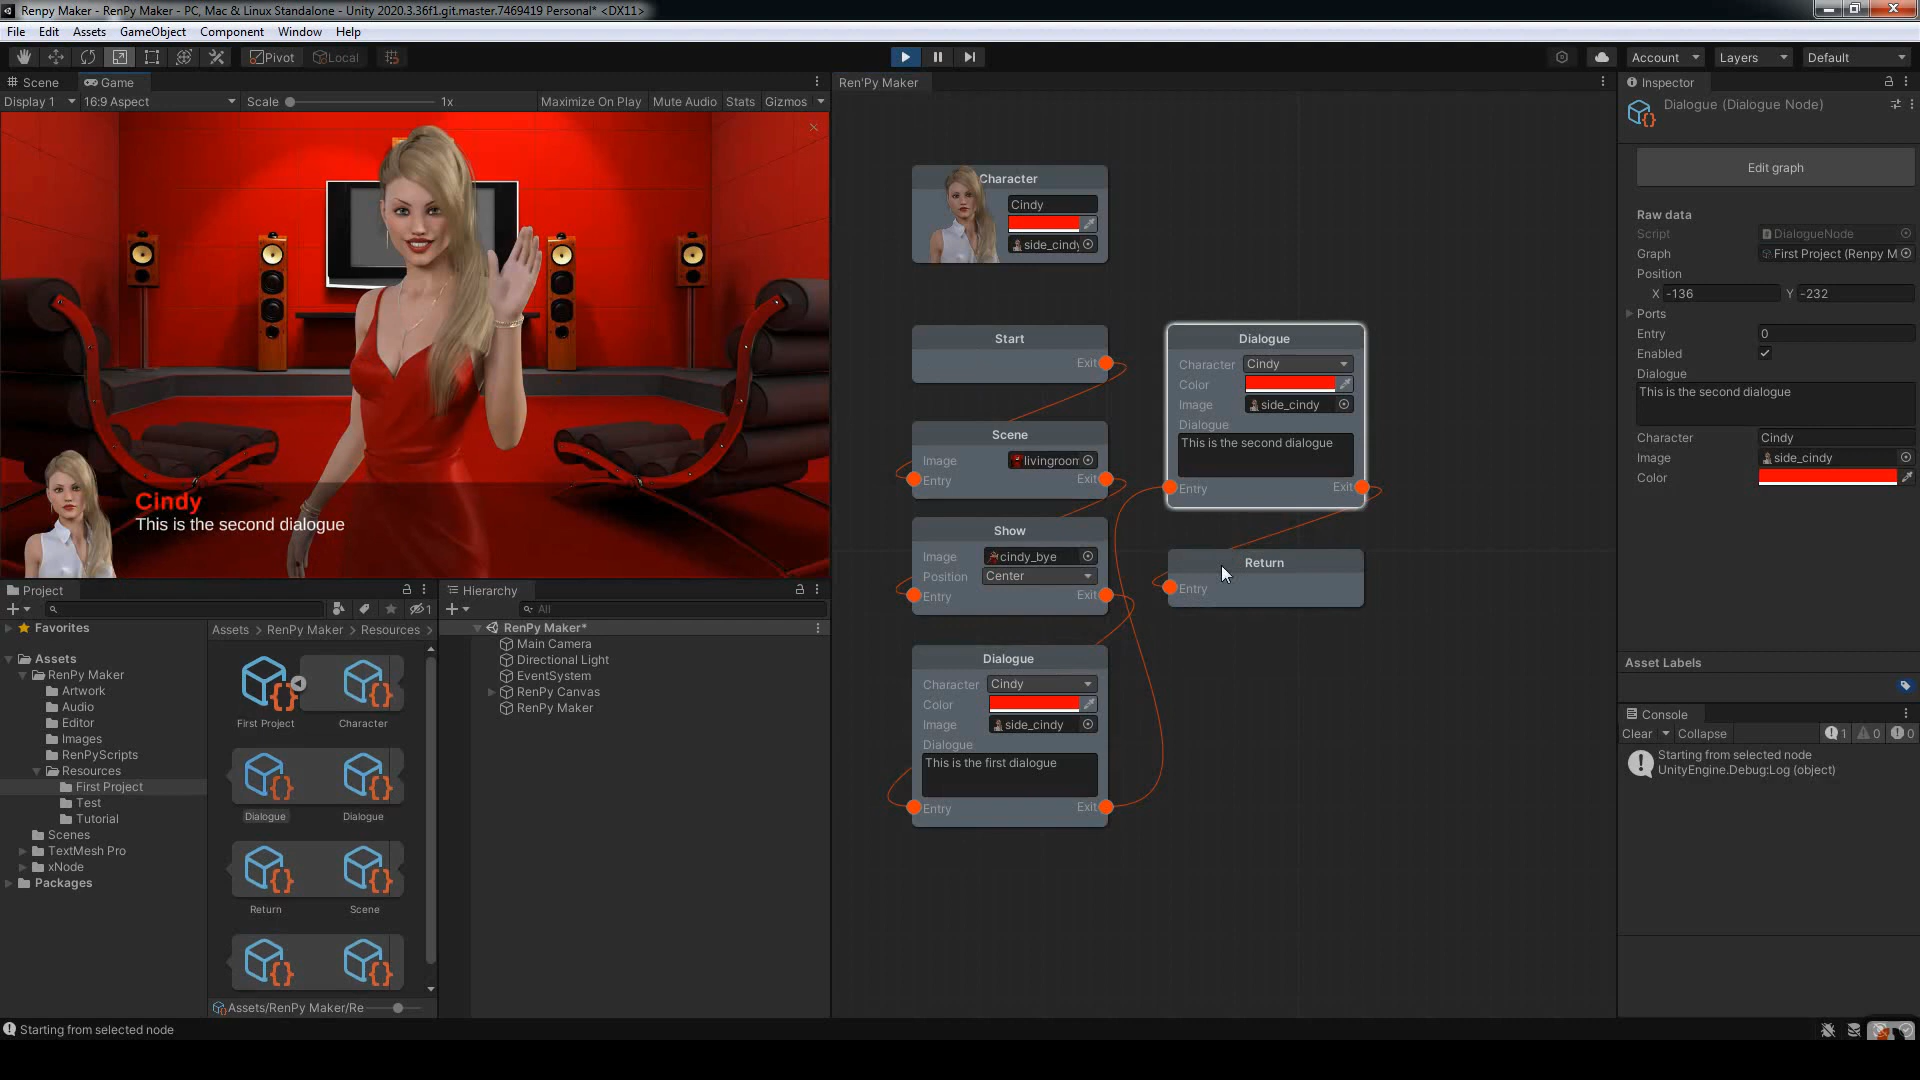 Renpy Maker - RenPy Maker - PC, Mac & Linux Standalone - Unity 2020.3.36f1.git.master.7469419 Personal* <DX11>
File Edit Assets GameObject Component Window Help
Pivot Local Account Layers Default
Scene Game
Display 1 16:9 Aspect Scale 1x Maximize On Play Mute Audio Stats Gizmos
Cindy
This is the second dialogue
Project
1
Favorites
Assets
RenPy Maker
Artwork
Audio
Editor
Images
RenPyScripts
Resources
First Project
Test
Tutorial
Scenes
TextMesh Pro
xNode
Packages
Assets > RenPy Maker > Resources >
First Project Character
Dialogue Dialogue
Return Scene
Assets/RenPy Maker/Re
Hierarchy
All
RenPy Maker*
Main Camera
Directional Light
EventSystem
RenPy Canvas
RenPy Maker
Ren'Py Maker
Character
Cindy
side_cindy
Start
Exit
Scene
Image livingroom
Entry Exit
Show
Image cindy_bye
Position Center
Entry Exit
Dialogue
Character Cindy
Color
Image side_cindy
Dialogue
This is the first dialogue
Entry Exit
Dialogue
Character Cindy
Color
Image side_cindy
Dialogue
This is the second dialogue
Entry Exit
Return
Entry
Inspector
Dialogue (Dialogue Node)
Edit graph
Raw data
Script DialogueNode
Graph First Project (Renpy M
Position
X -136 Y -232
Ports
Entry 0
Enabled
Dialogue
This is the second dialogue
Character Cindy
Image side_cindy
Color
Asset Labels
Console
Clear Collapse 1 0 0
Starting from selected node
UnityEngine.Debug:Log (object)
Starting from selected node